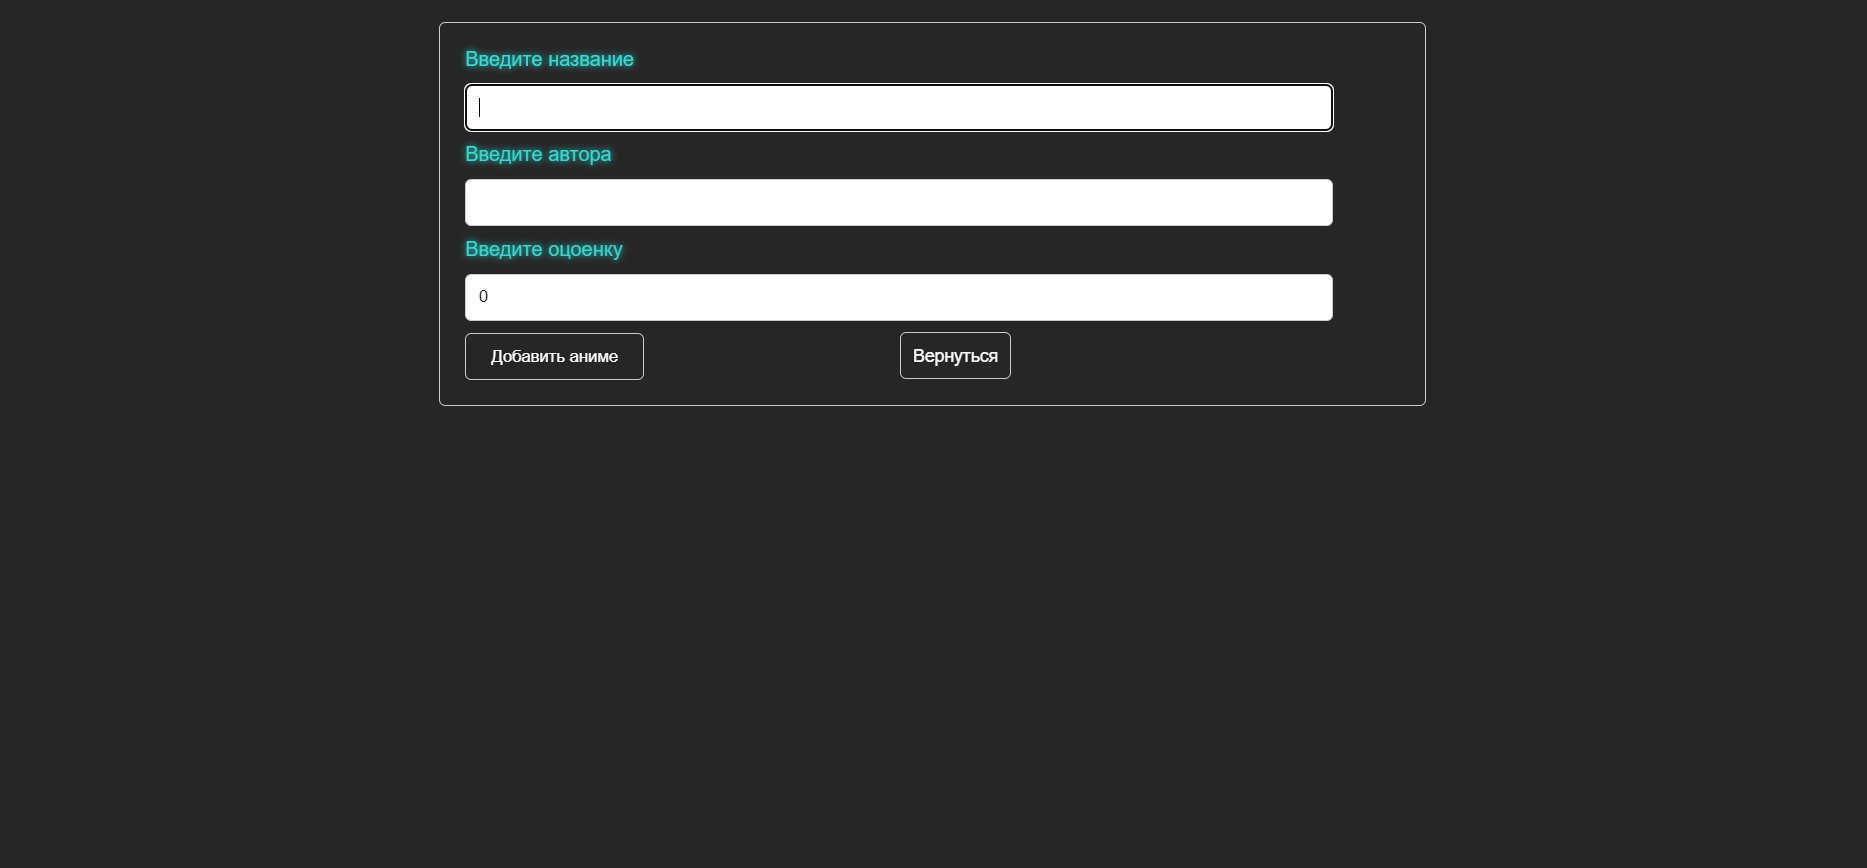 Введите название
Введите автора
Введите оцоенку
0
Добавить аниме
Вернуться